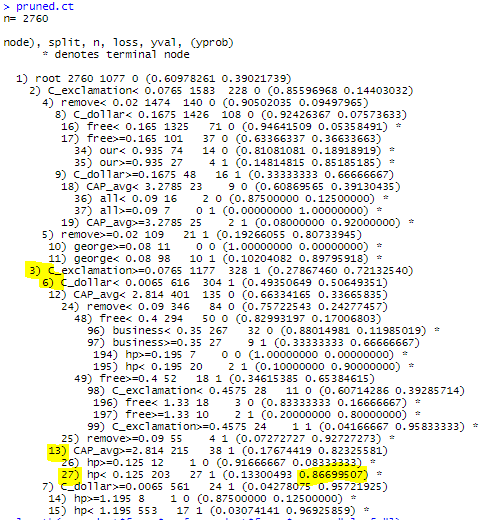 > pruned.ct
n= 2760
node), split, n, loss, yval, (yprob)
* denotes terminal node
1) root 2760 1077 0 (0.60978261 0.39021739)
2) C_exclamation< 0.0765 1583 228 0 (0.85596968 0.14403032)
4) remove< 0.02 1474 140 0 (0.90502035 0.09497965)
8) C_dollar< 0.1675 1426 108 0 (0.92426367 0.07573633)
16) free< 0.165 1325 71 0 (0.94641509 0.05358491) *
17) free>=0.165 101 37 0 (0.63366337 0.36633663)
34) our< 0.935 74 14 0 (0.81081081 0.18918919) *
35) our>=0.935 27 4 1 (0.14814815 0.85185185) *
9) C_dollar>=0.1675 48 16 1 (0.33333333 0.66666667)
18) CAP_avg< 3.2785 23 9 0 (0.60869565 0.39130435)
36) all< 0.09 16 2 0 (0.87500000 0.12500000) *
37) all>=0.09 7 0 1 (0.00000000 1.00000000) *
19) CAP_avg>=3.2785 25 2 1 (0.08000000 0.92000000) *
5) remove>=0.02 109 21 1 (0.19266055 0.80733945)
10) george>=0.08 11 0 0 (1.00000000 0.00000000) *
11) george< 0.08 98 10 1 (0.10204082 0.89795918) *
3) C_exclamation>=0.0765 1177 328 1 (0.27867460 0.72132540)
6) C_dollar< 0.0065 616 304 1 (0.49350649 0.50649351)
12) CAP_avg< 2.814 401 135 0 (0.66334165 0.33665835)
24) remove< 0.09 346 84 0 (0.75722543 0.24277457)
48) free< 0.4 294 50 0 (0.82993197 0.17006803)
96) business< 0.35 267 32 0 (0.88014981 0.11985019) *
97) business>=0.35 27 9 1 (0.33333333 0.66666667)
194) hp>=0.195 7 0 0 (1.00000000 0.00000000) *
195) hp< 0.195 20 2 1 (0.10000000 0.90000000) *
49) free>=0.4 52 18 1 (0.34615385 0.65384615)
98) C_exclamation< 0.4575 28 11 0 (0.60714286 0.39285714)
196) free< 1.33 18 3 0 (0.83333333 0.16666667) *
197) free>=1.33 10 2 1 (0.20000000 0.80000000) *
99) C_exclamation>=0.4575 24 1 1 (0.04166667 0.95833333) *
25) remove>=0.09 55 4 1 (0.07272727 0.92727273) *
13) CAP_avg>=2.814 215 38 1 (0.17674419 0.82325581)
26) hp>=0.125 12 1 0 (0.91666667 0.08333333) *
27) hp< 0.125 203 27 1 (0.13300493 0.86699507) *
7) C_dollar>=0.0065 561 24 1 (0.04278075 0.95721925)
14) hp>=1.195 8 1 0 (0.87500000 0.12500000) *
15) hp< 1.195 553 17 1 (0.03074141 0.96925859) *